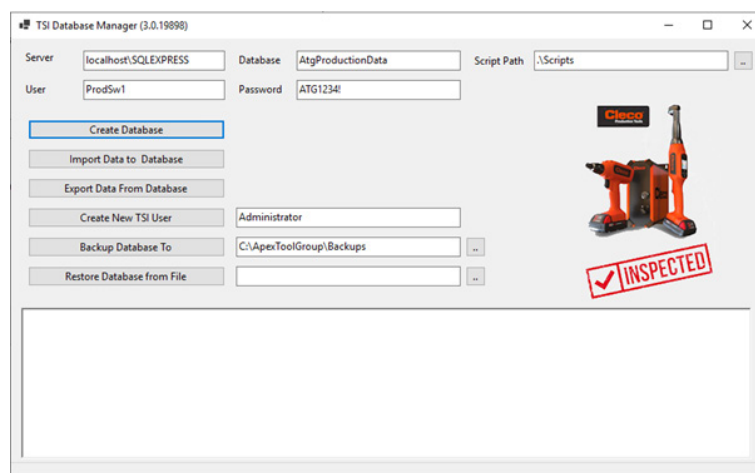 TSI Database Manager (3.0.19898)
Server localhost\SQLEXPRESS Database AtgProductionData Script Path .\Scripts ..
User ProdSw1 Password ATG1234!
Create Database
Import Data to Database
Export Data From Database
Create New TSI User Administrator
Backup Database To C:\ApexToolGroup\Backups ..
Restore Database from File ..
Cleco
Production Tools
INSPECTED